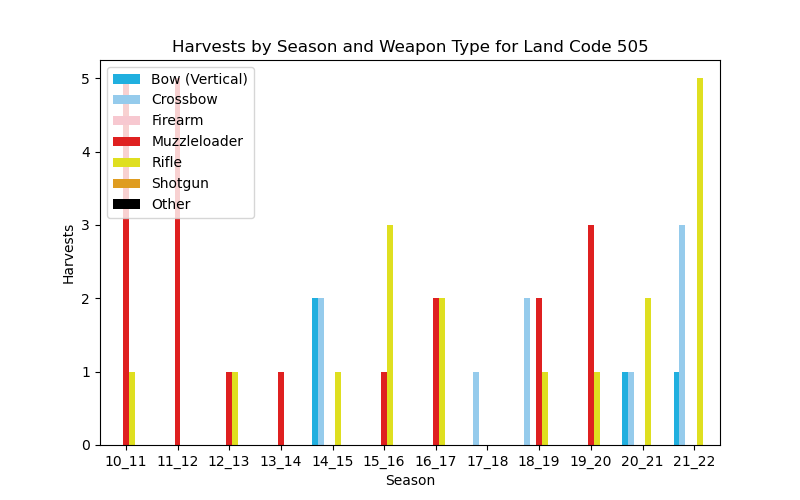 Harvests by Season and Weapon Type for Land Code 505
5
4
3
2
1
0
Harvests
Bow (Vertical)
Crossbow
Firearm
Muzzleloader
Rifle
Shotgun
Other
10_11 11_12 12_13 13_14 14_15 15_16 16_17 17_18 18_19 19_20 20_21 21_22
Season